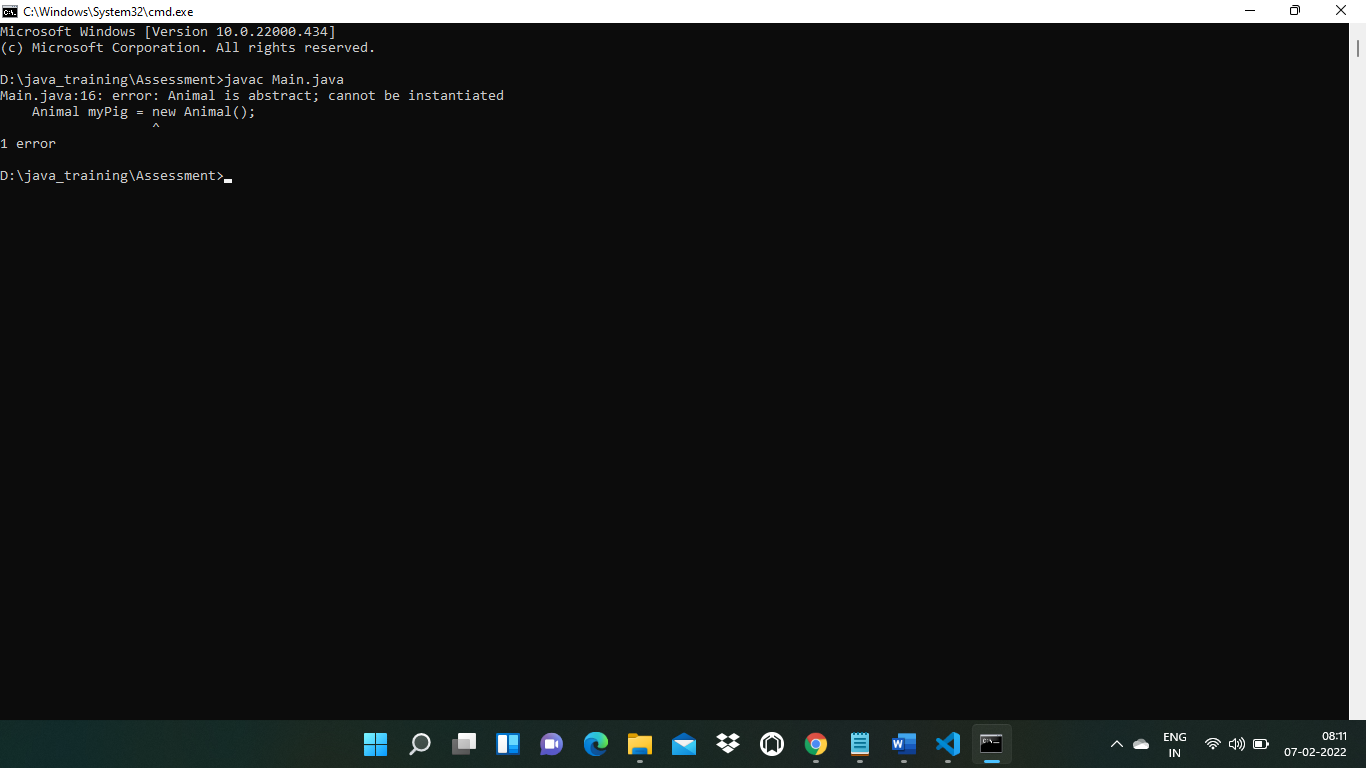 C:\Windows\System32\cmd.exe
Microsoft Windows [Version 10.0.22000.434]
(c) Microsoft Corporation. All rights reserved.
D:\java_training\Assessment>javac Main.java
Main.java:16: error: Animal is abstract; cannot be instantiated
    Animal myPig = new Animal();
                   ^
1 error
D:\java_training\Assessment>
ENG
IN
08:11
07-02-2022